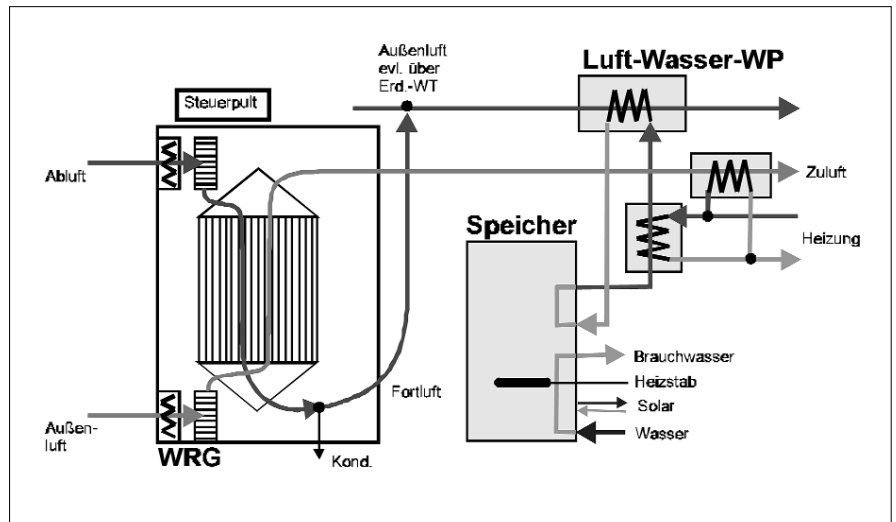 Außenluft
evl. über
Erd.-WT
Luft-Wasser-WP
Steuerpult
Abluft
Zuluft
Speicher
Heizung
Brauchwasser
Fortluft
Heizstab
Solar
Außen-
luft
Wasser
WRG
Kond.